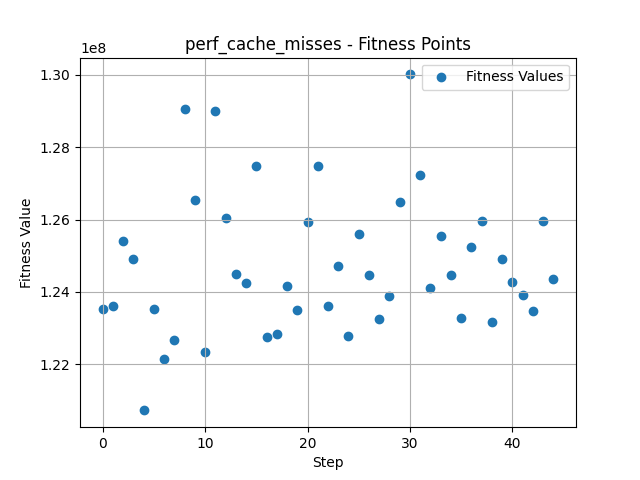 perf_cache_misses - Fitness Points
1e8
1.30
1.28
1.26
1.24
1.22
Fitness Value
Fitness Values
0 10 20 30 40
Step